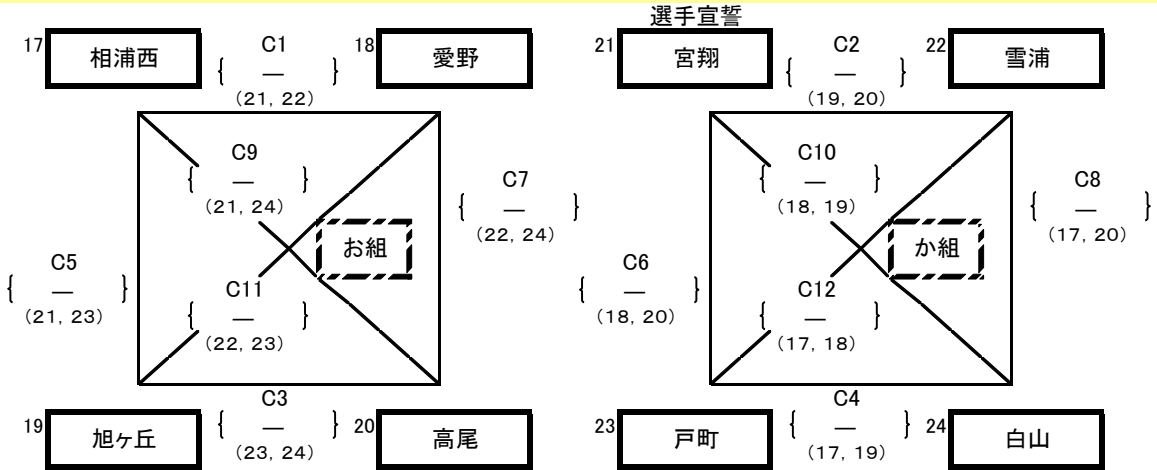 選手宣誓
17 相浦西 C1 18 愛野
{ — }
(21, 22)
21 宮翔 C2 22 雪浦
{ — }
(19, 20)
C9
{ — }
(21, 24)
C7
{ — }
(22, 24)
お組
C5
{ — }
(21, 23)
C11
{ — }
(22, 23)
C10
{ — }
(18, 19)
C8
{ — }
(17, 20)
か組
C6
{ — }
(18, 20)
C12
{ — }
(17, 18)
19 旭ヶ丘 C3 20 高尾
{ — }
(23, 24)
23 戸町 C4 24 白山
{ — }
(17, 19)